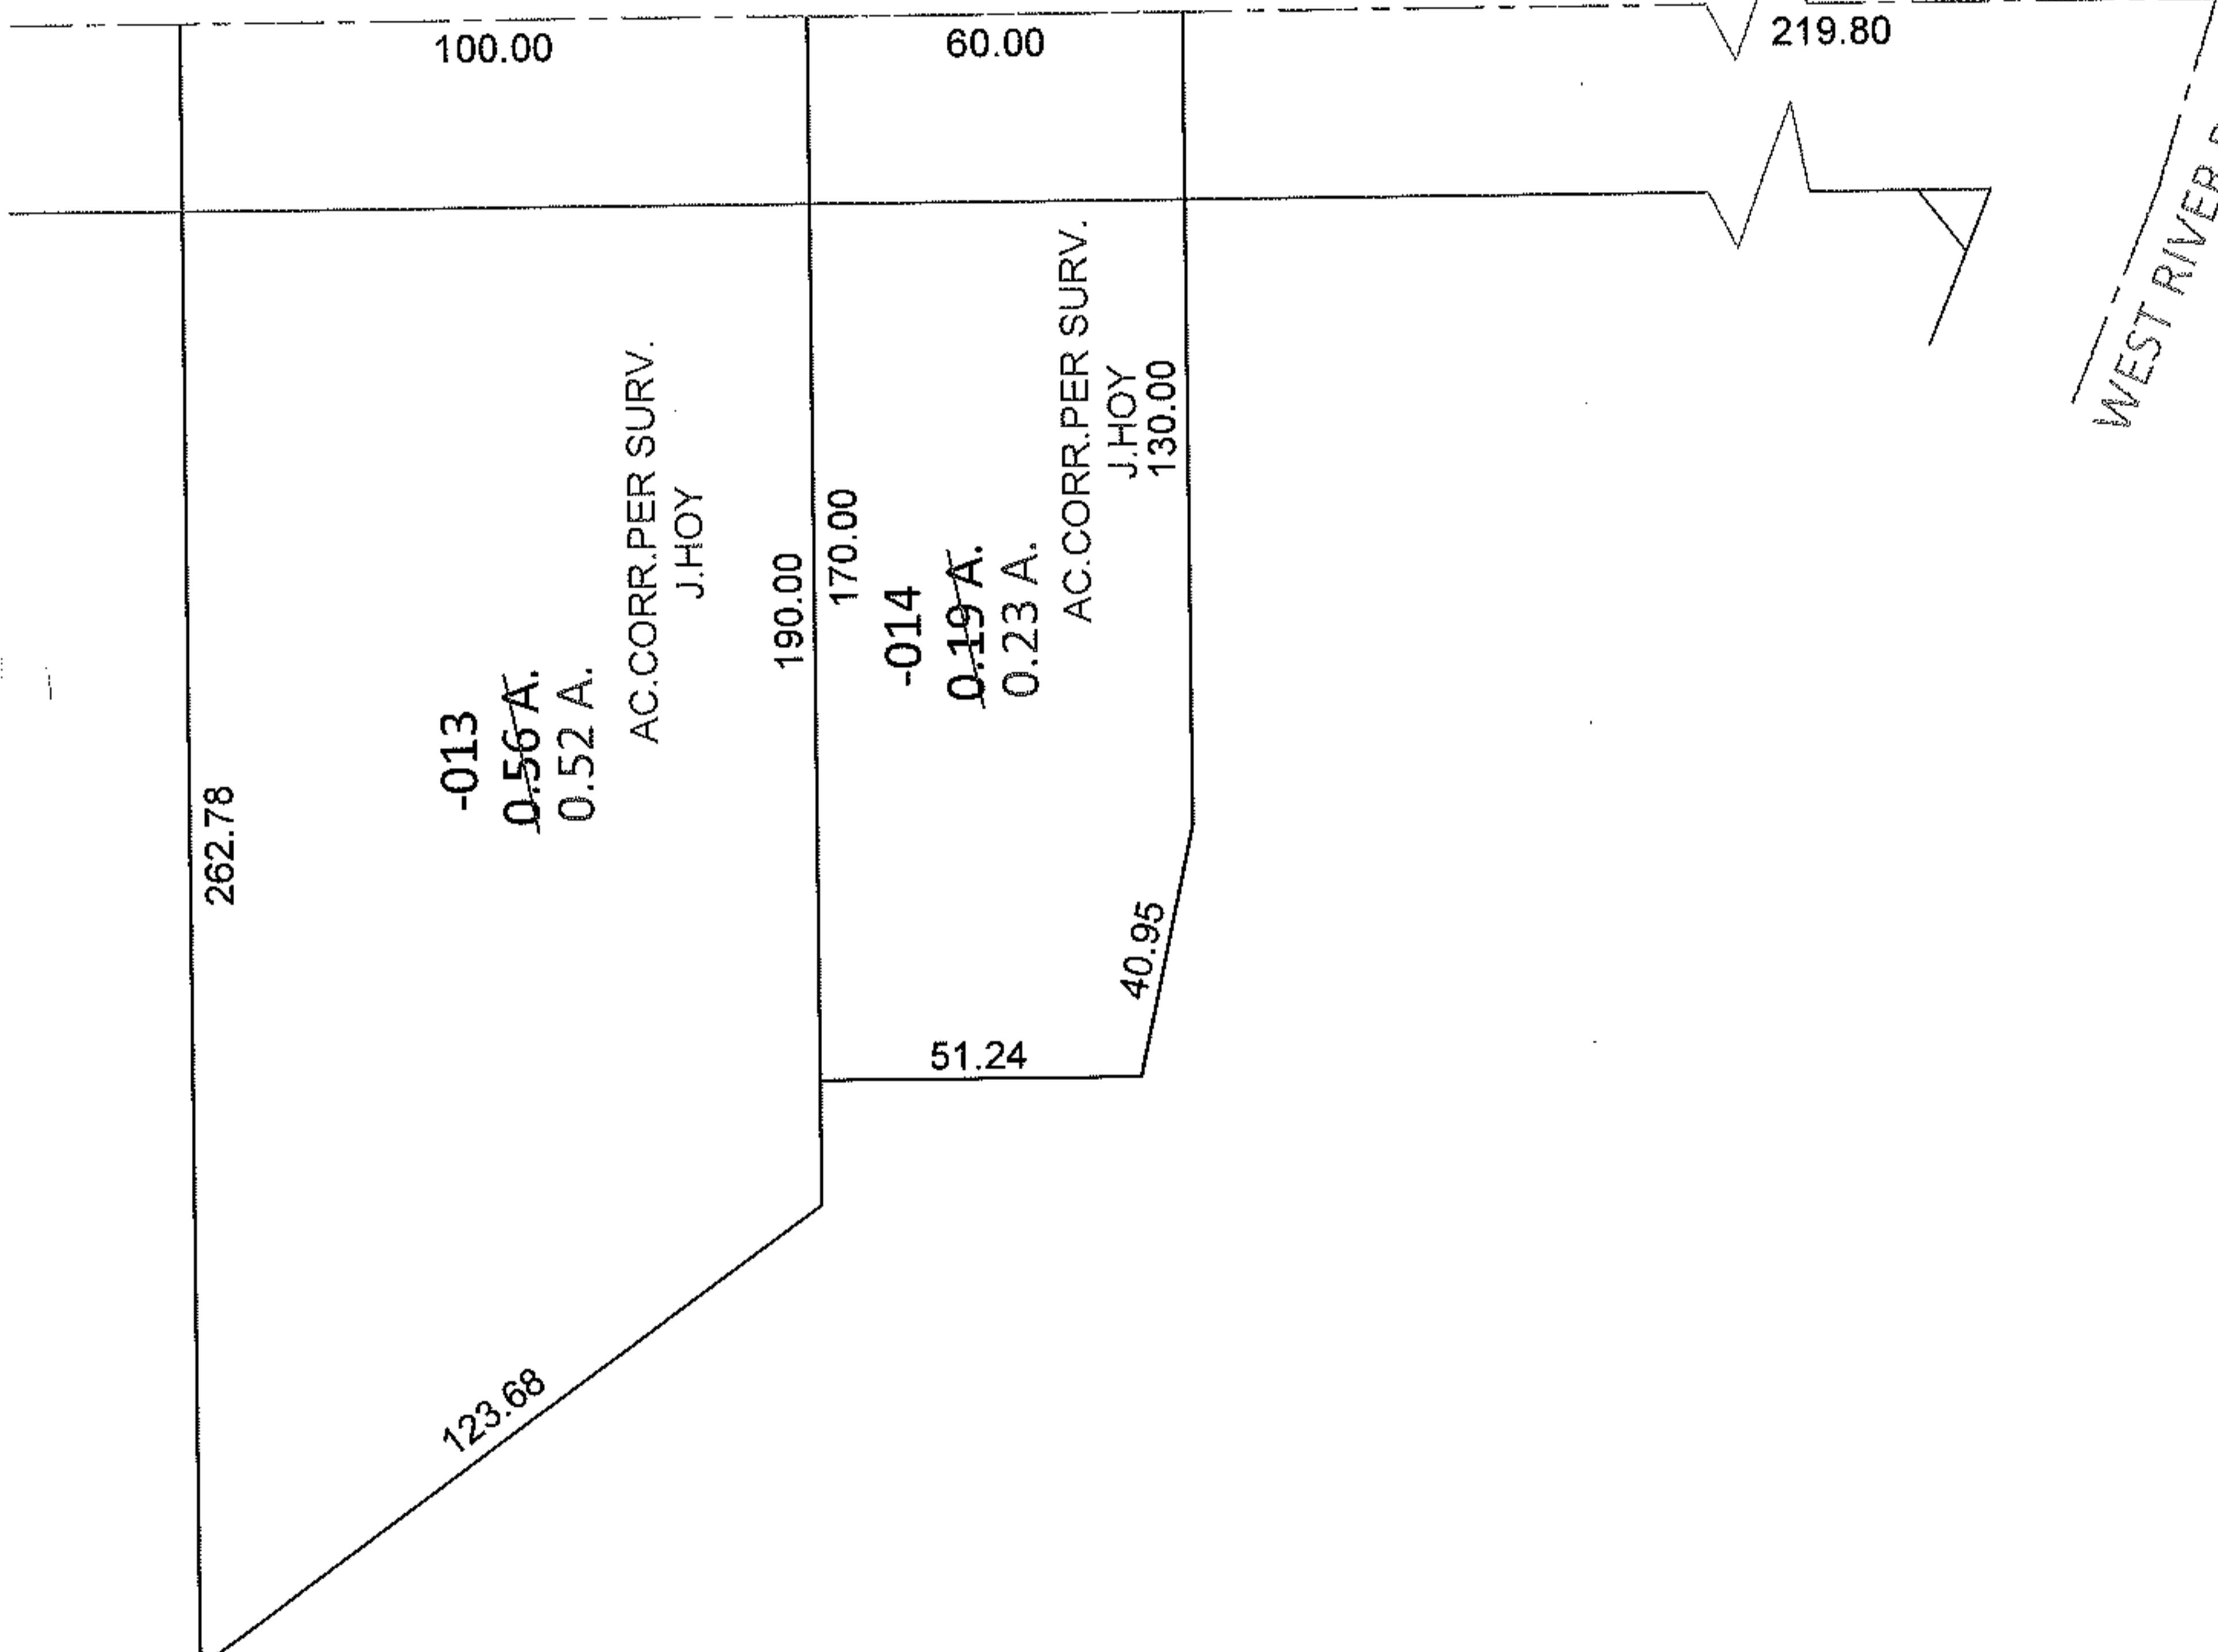 100.00
60.00
219.80
WEST RIVER
262.78
-013
0.56 A.
0.52 A.
AC.CORR.PER SURV.
J.HOY
190.00
170.00
-014
0.19 A.
0.23 A.
AC.CORR.PER SURV.
J.HOY
130.00
40.95
51.24
123.68